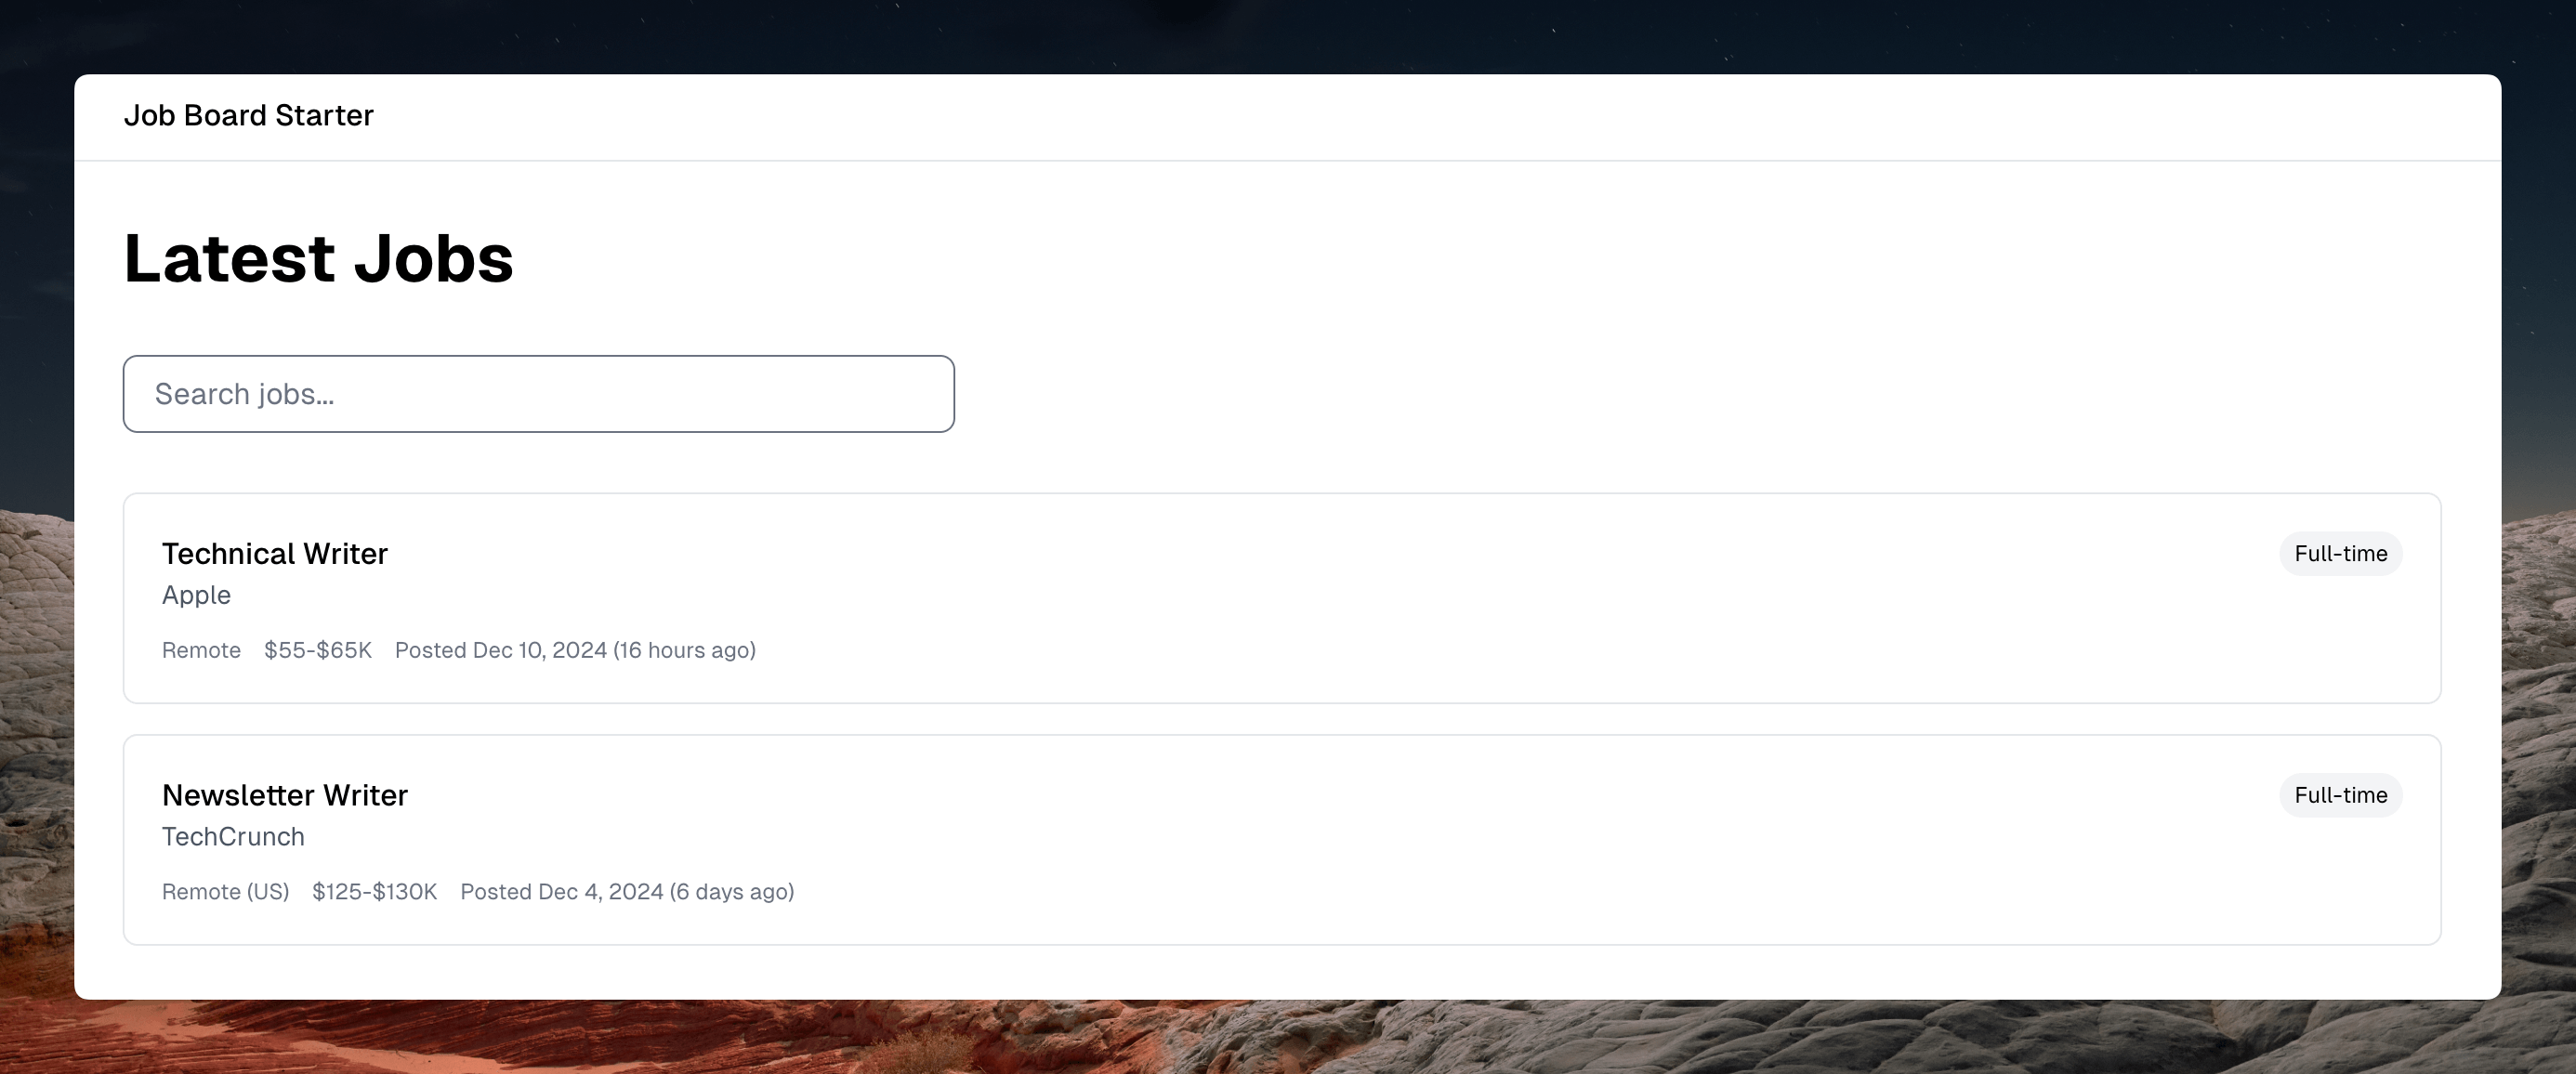 Job Board Starter
Latest Jobs
Search jobs...
Technical Writer
Full-time
Apple
Remote $55-$65K Posted Dec 10, 2024 (16 hours ago)
Newsletter Writer
Full-time
TechCrunch
Remote (US) $125-$130K Posted Dec 4, 2024 (6 days ago)